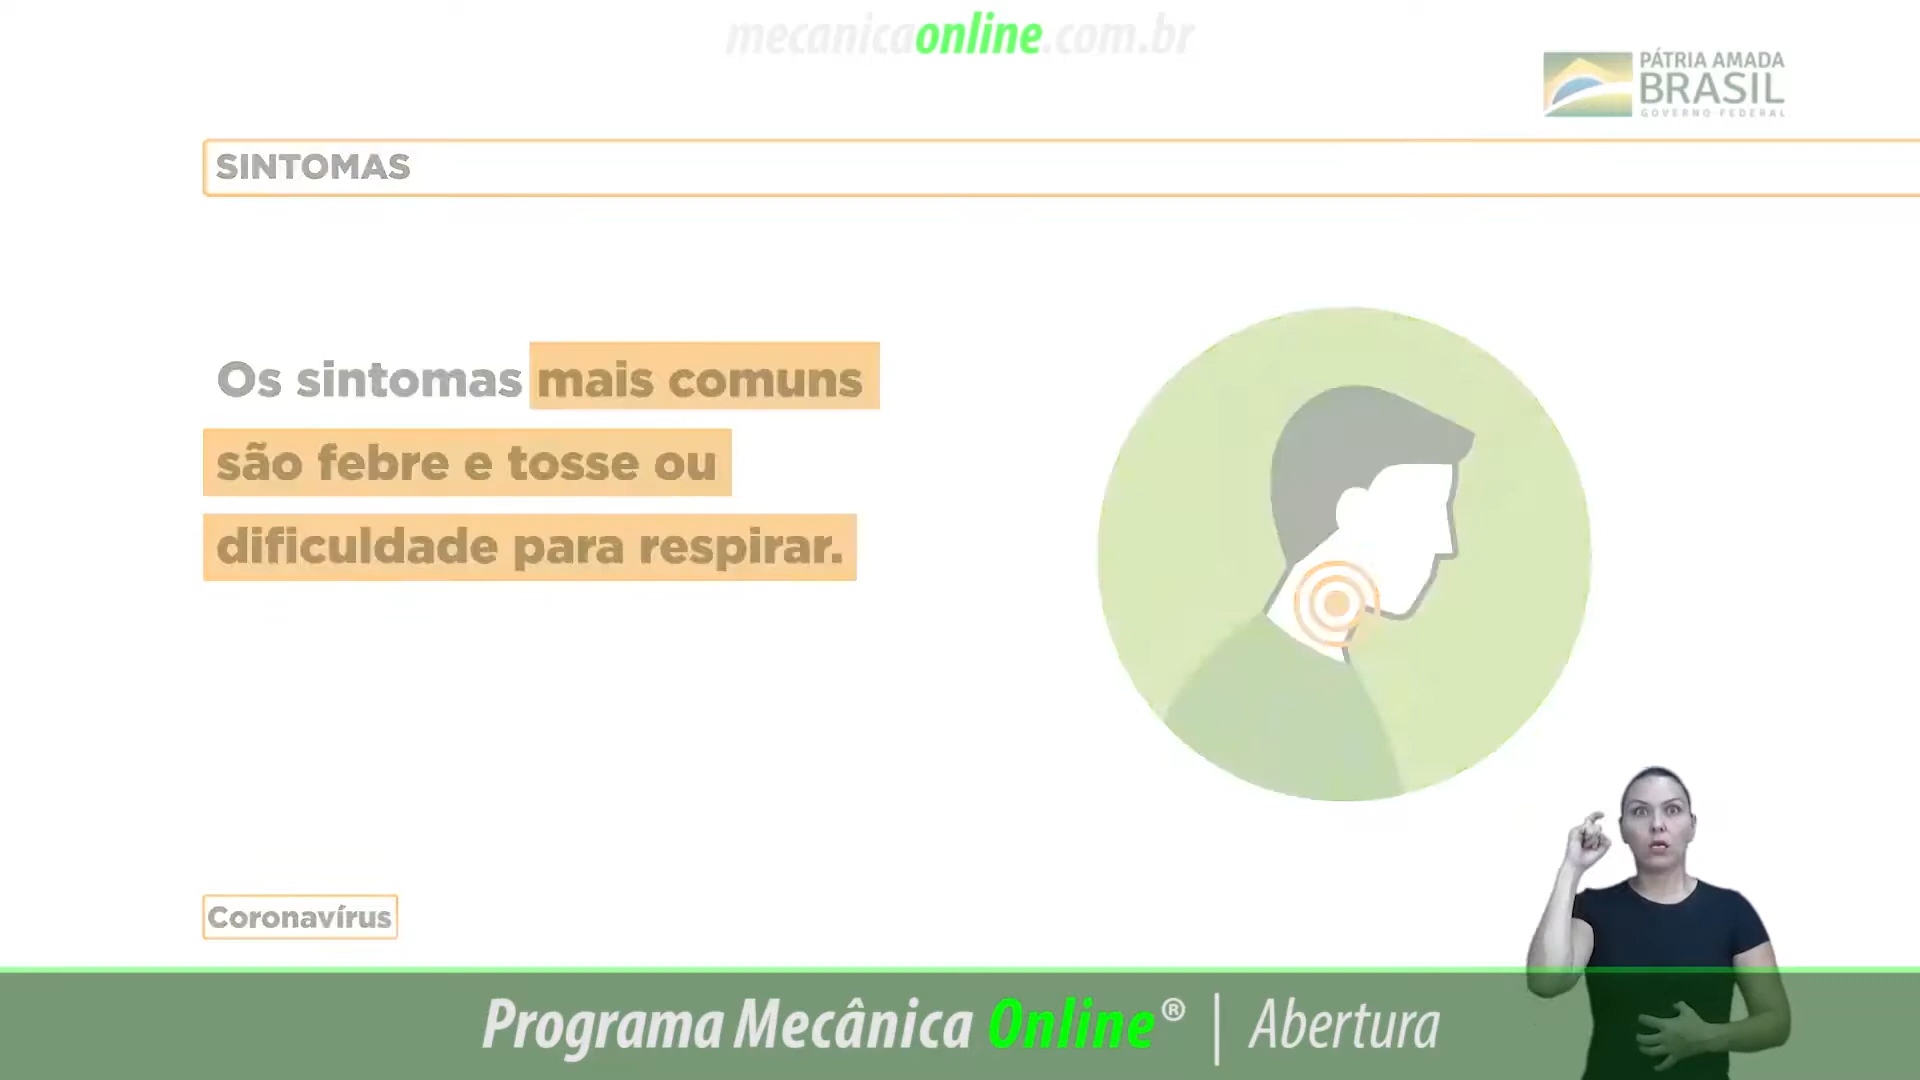 mecanicaonline.com.br
PÁTRIA AMADA
BRASIL
GOVERNO FEDERAL
SINTOMAS
Os sintomas mais comuns
são febre e tosse ou
dificuldade para respirar.
Coronavírus
Programa Mecânica Online® | Abertura